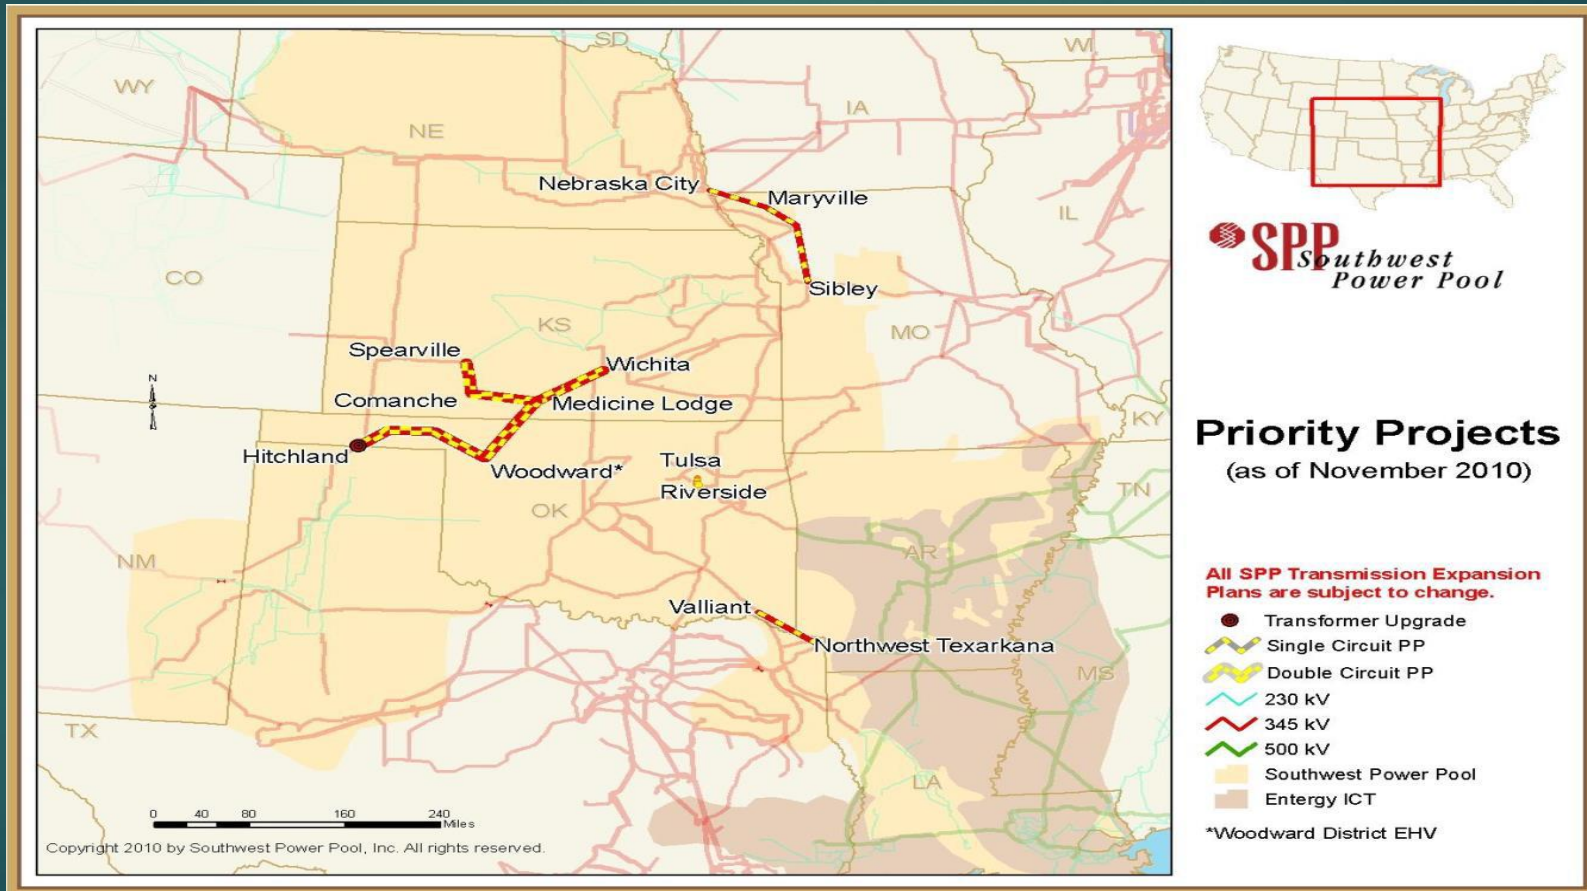 SD
WI
WY
IA
NE
Nebraska City
Maryville
IL
CO
Sibley
KS
MO
Spearville
Wichita
Comanche
Medicine Lodge
N
KY
Hitchland
Woodward*
Tulsa
Riverside
TN
OK
AR
NM
Valliant
Northwest Texarkana
MS
TX
LA
0 40 80 160 240
Miles
Copyright 2010 by Southwest Power Pool, Inc. All rights reserved.
SPP
Southwest
Power Pool
Priority Projects
(as of November 2010)
All SPP Transmission Expansion
Plans are subject to change.
Transformer Upgrade
Single Circuit PP
Double Circuit PP
230 kV
345 kV
500 kV
Southwest Power Pool
Entergy ICT
*Woodward District EHV